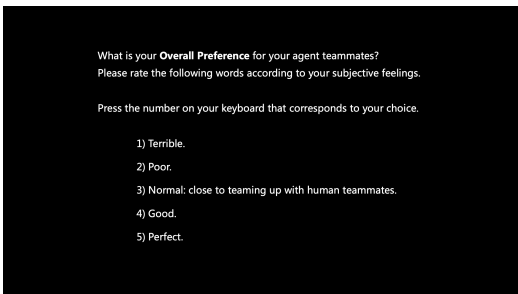 What is your Overall Preference for your agent teammates?
Please rate the following words according to your subjective feelings.
Press the number on your keyboard that corresponds to your choice.
1) Terrible.
2) Poor.
3) Normal: close to teaming up with human teammates.
4) Good.
5) Perfect.